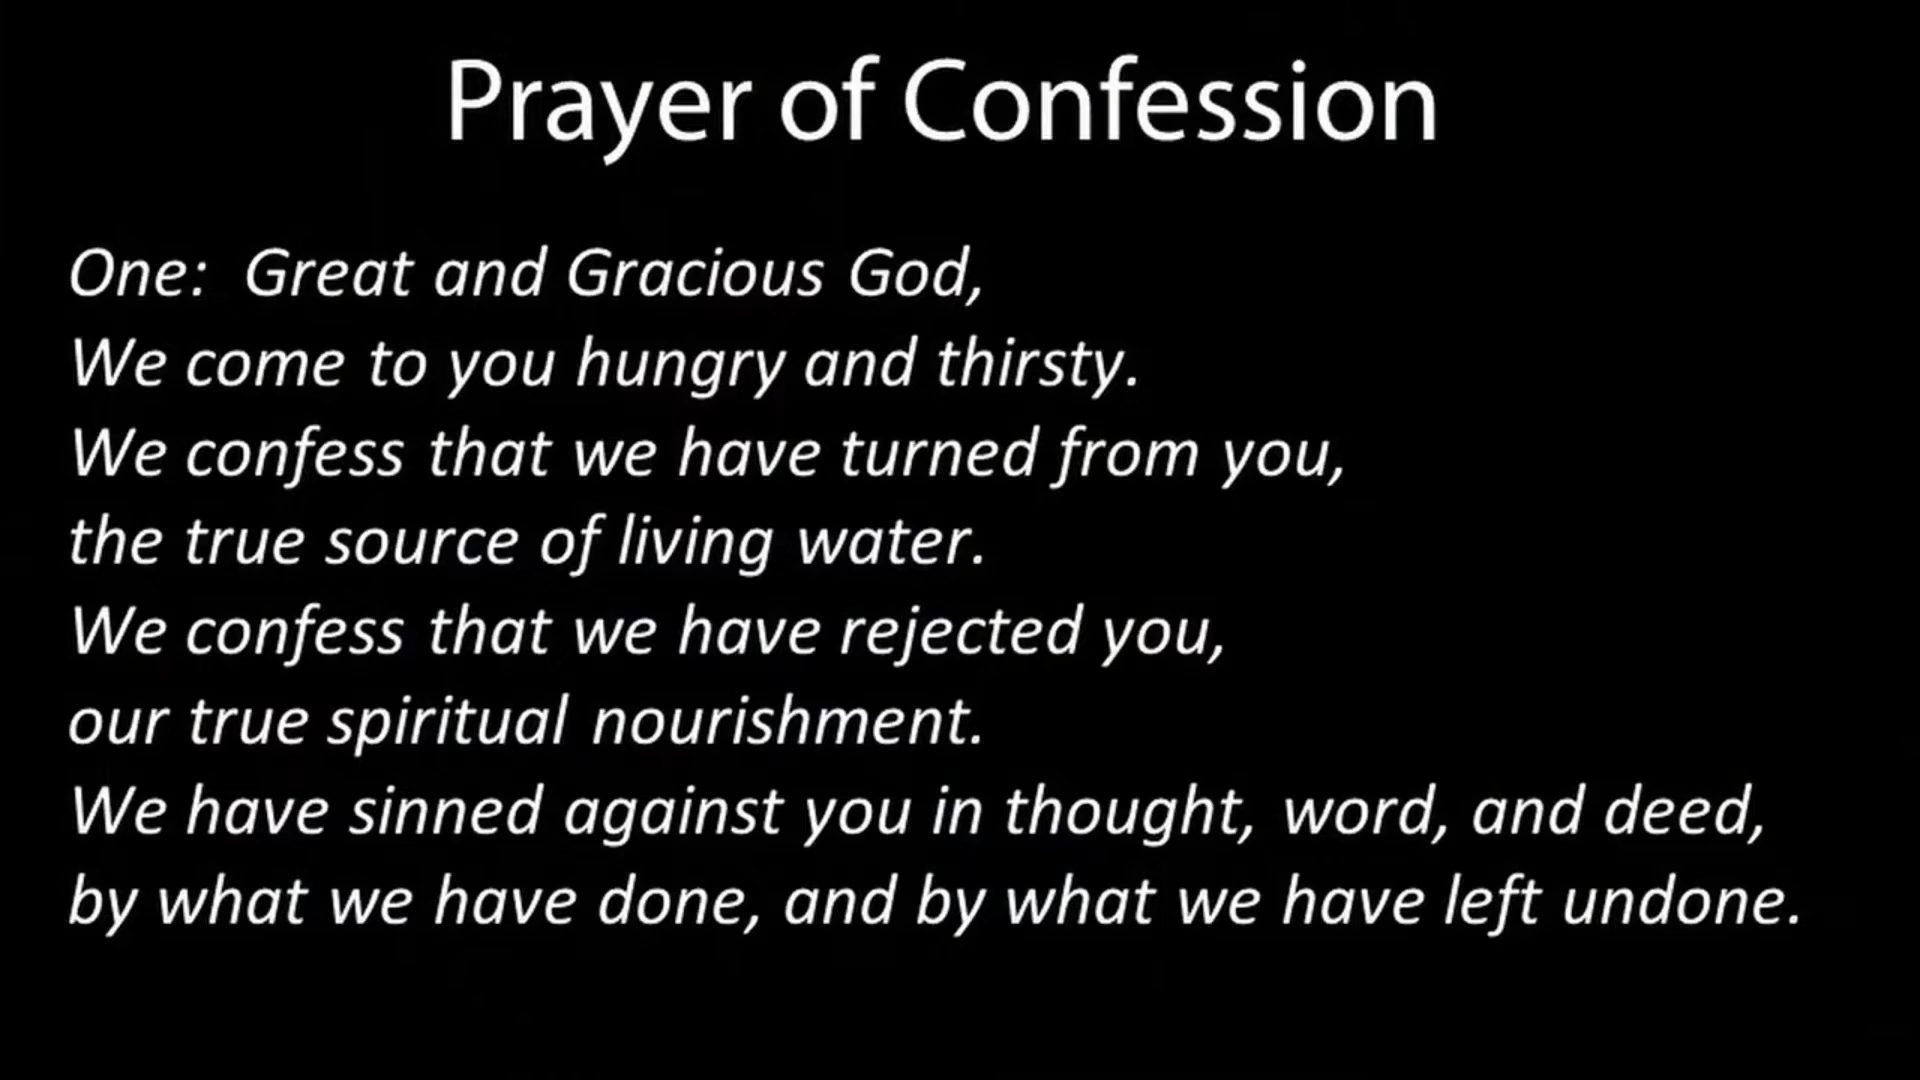 Prayer of Confession
One: Great and Gracious God,
We come to you hungry and thirsty.
We confess that we have turned from you,
the true source of living water.
We confess that we have rejected you,
our true spiritual nourishment.
We have sinned against you in thought, word, and deed,
by what we have done, and by what we have left undone.